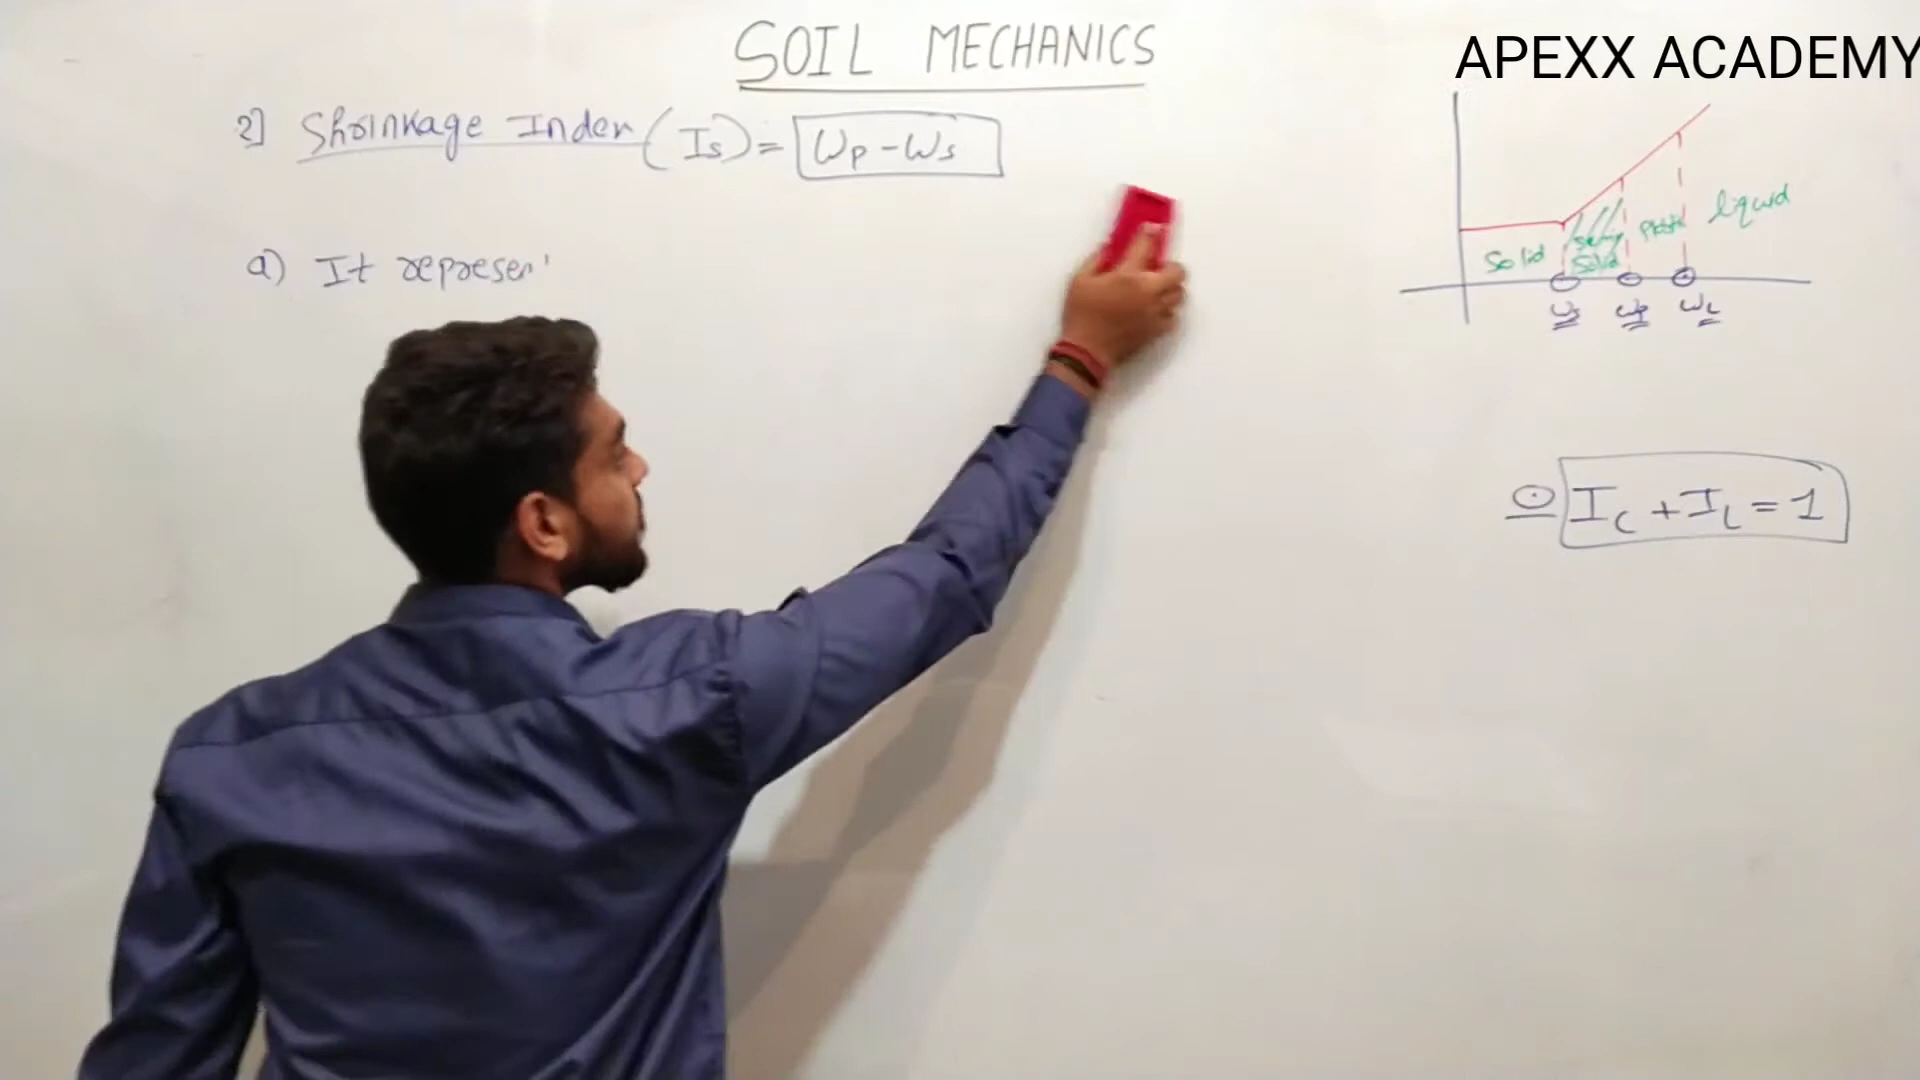 SOIL MECHANICS
APEXX ACADEMY
2] Shrinkage Index (Is) = Wp - Ws
a) It represen
Solid
Semi
Solid
Plastic
liquid
Ws Wp WL
Ic + IL = 1